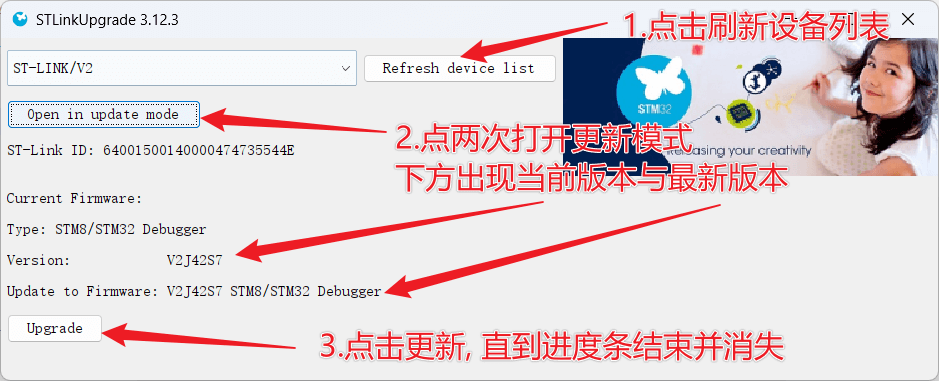 STLinkUpgrade 3.12.3
1.点击刷新设备列表
ST-LINK/V2
Refresh device list
STM32
Open in update mode
2.点两次打开更新模式
Releasing your creativity
ST-Link ID: 64001500140000474735544E
下方出现当前版本与最新版本
Current Firmware:
Type: STM8/STM32 Debugger
Version: V2J42S7
Update to Firmware: V2J42S7 STM8/STM32 Debugger
Upgrade
3.点击更新, 直到进度条结束并消失